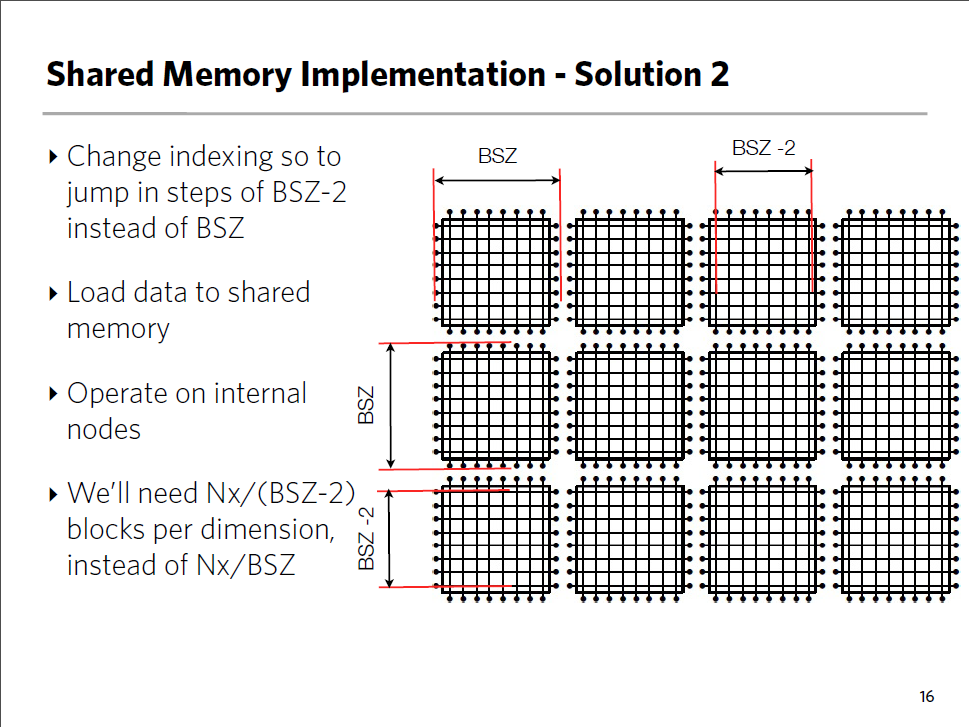 Shared Memory Implementation - Solution 2
Change indexing so to
jump in steps of BSZ-2
instead of BSZ
Load data to shared
memory
Operate on internal
nodes
We'll need Nx/(BSZ-2)
blocks per dimension,
instead of Nx/BSZ
BSZ
BSZ -2
BSZ
BSZ -2
16